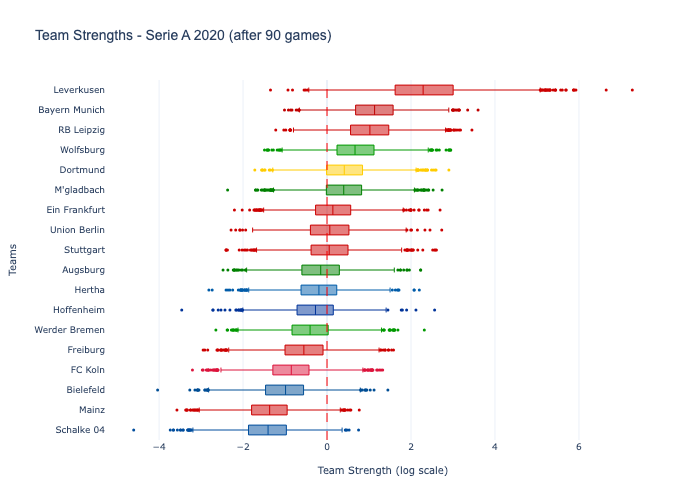 Team Strengths - Serie A 2020 (after 90 games)
Leverkusen
Bayern Munich
RB Leipzig
Wolfsburg
Dortmund
M'gladbach
Ein Frankfurt
Union Berlin
Stuttgart
Augsburg
Hertha
Hoffenheim
Werder Bremen
Freiburg
FC Koln
Bielefeld
Mainz
Schalke 04
Teams
−4 −2 0 2 4 6
Team Strength (log scale)